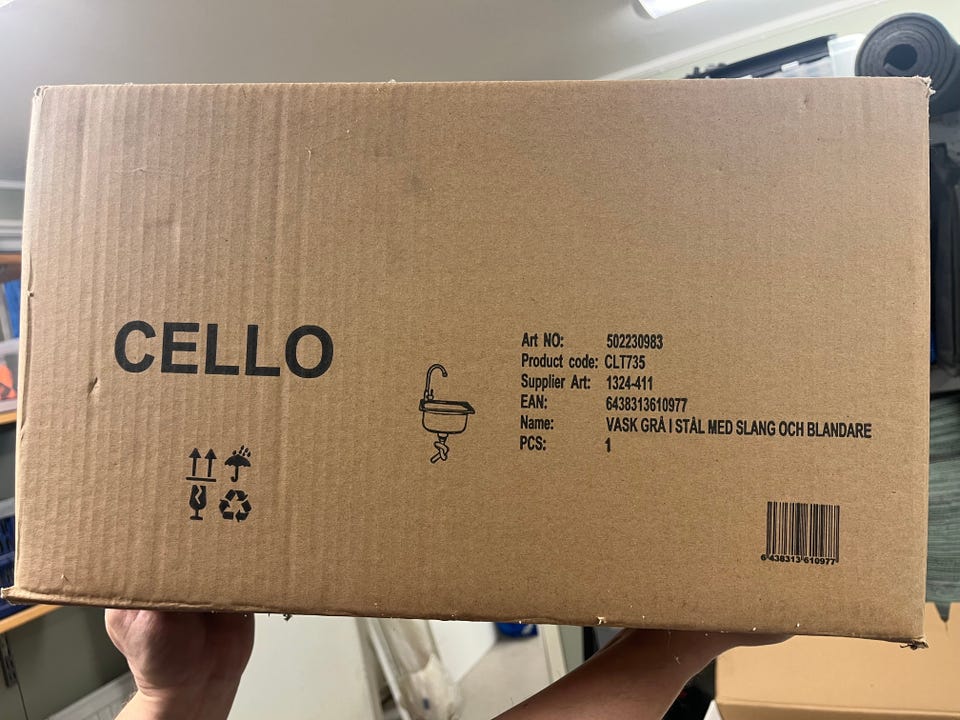 CELLO
Art NO: 502230983
Product code: CLT735
Supplier Art: 1324-411
EAN: 6438313610977
Name: VASK GRÅ I STÅL MED SLANG OCH BLANDARE
PCS: 1
6 438313 610977